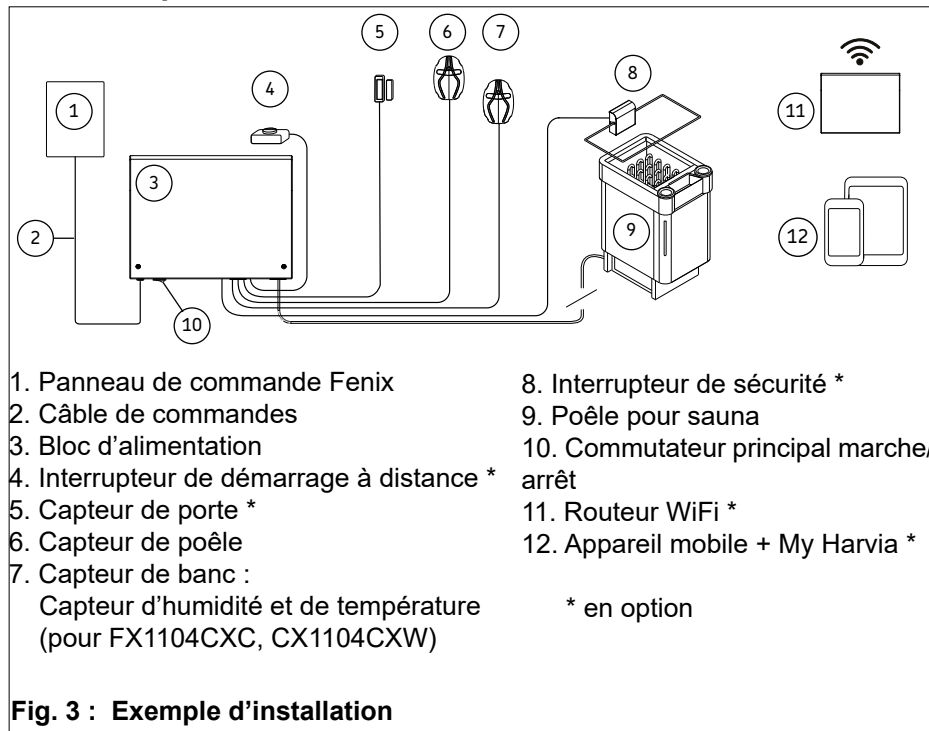 5
6
7
4
8
1
11
3
2
9
12
10
1. Panneau de commande Fenix
2. Câble de commandes
3. Bloc d'alimentation
4. Interrupteur de démarrage à distance *
5. Capteur de porte *
6. Capteur de poêle
7. Capteur de banc :
Capteur d'humidité et de température
(pour FX1104CXC, CX1104CXW)
8. Interrupteur de sécurité *
9. Poêle pour sauna
10. Commutateur principal marche/
arrêt
11. Routeur WiFi *
12. Appareil mobile + My Harvia *
* en option
Fig. 3 : Exemple d'installation